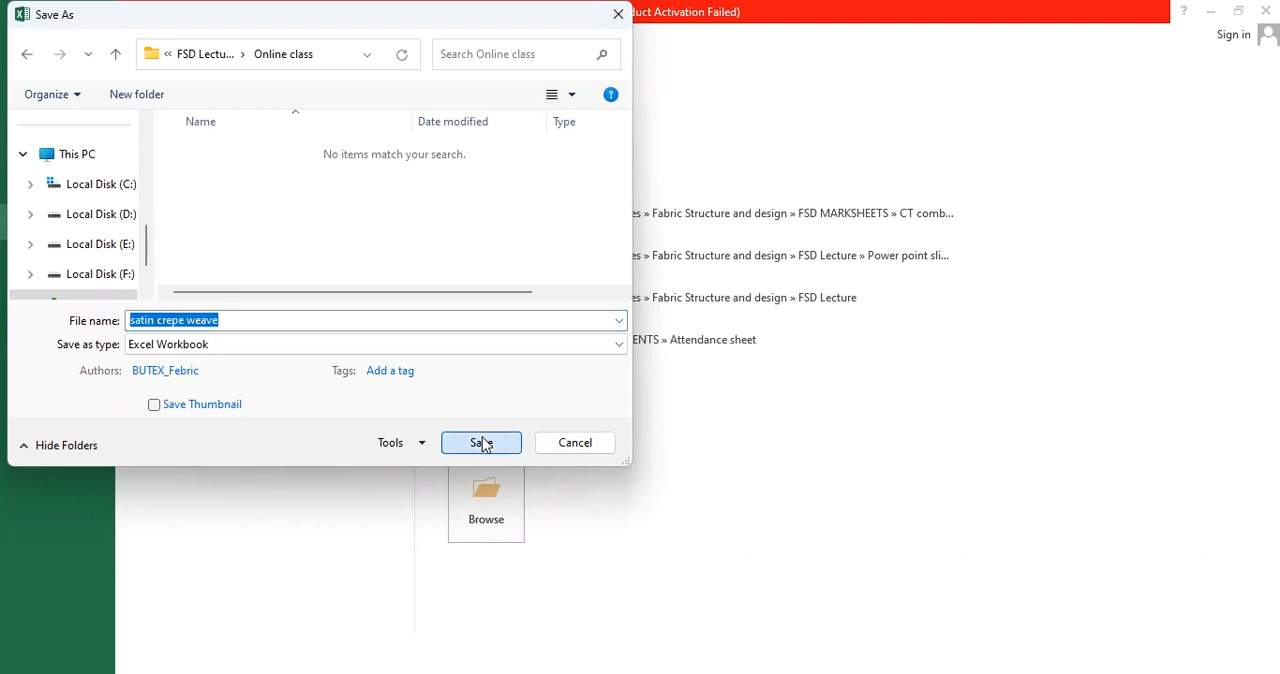 Save As
duct Activation Failed)
?
Sign in
« FSD Lectu... > Online class
Search Online class
Organize
New folder
?
Name
Date modified
Type
This PC
No items match your search.
Local Disk (C:)
Local Disk (D:)
es » Fabric Structure and design » FSD MARKSHEETS » CT comb...
Local Disk (E:)
es » Fabric Structure and design » FSD Lecture » Power point sli...
Local Disk (F:)
es » Fabric Structure and design » FSD Lecture
File name: satin crepe weave
Save as type: Excel Workbook
ENTS » Attendance sheet
Authors: BUTEX_Febric
Tags: Add a tag
Save Thumbnail
Hide Folders
Tools
Save
Cancel
Browse